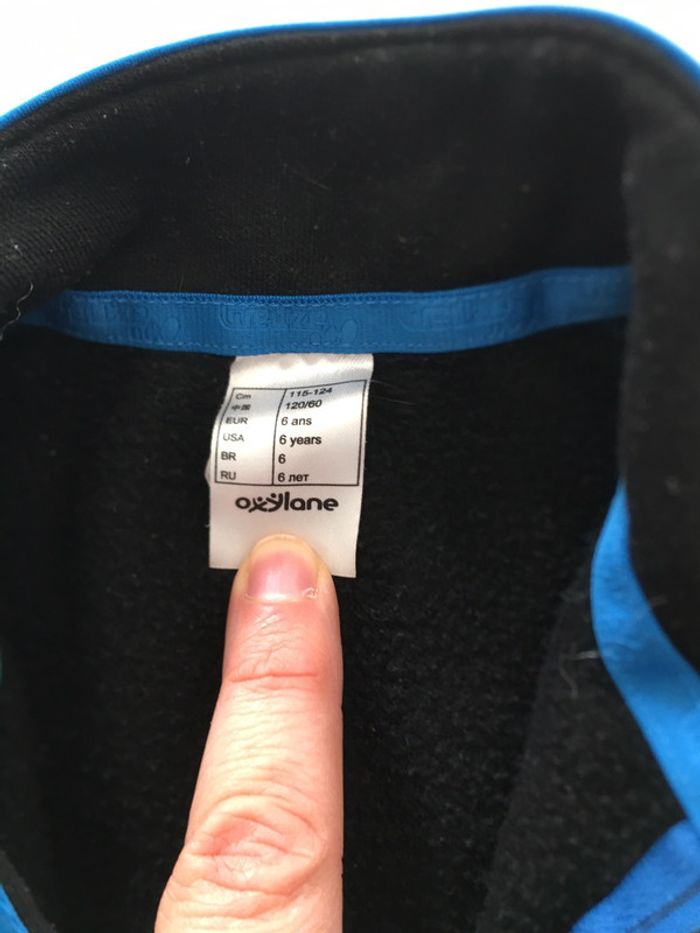 Cm 115-124
中国 120/60
EUR 6 ans
USA 6 years
BR 6
RU 6 лет
oxylane